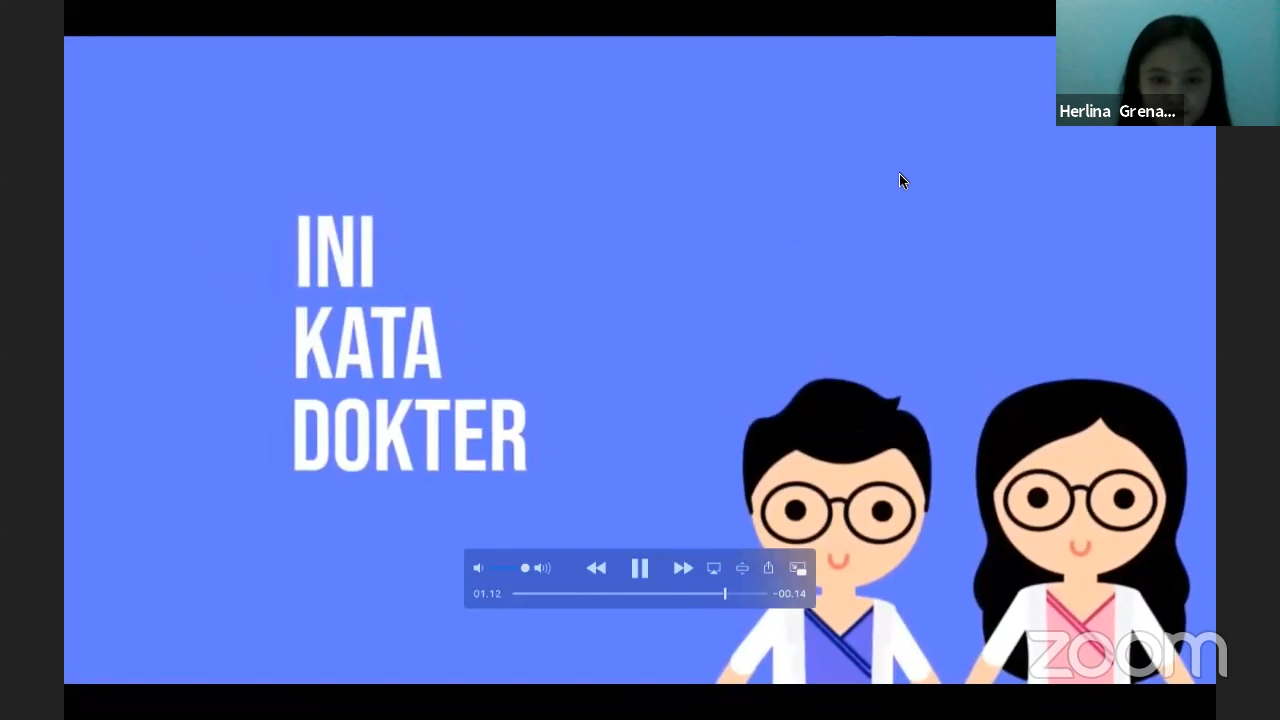 Herlina Grena...
INI
KATA
DOKTER
01.12
-00.14
zoom